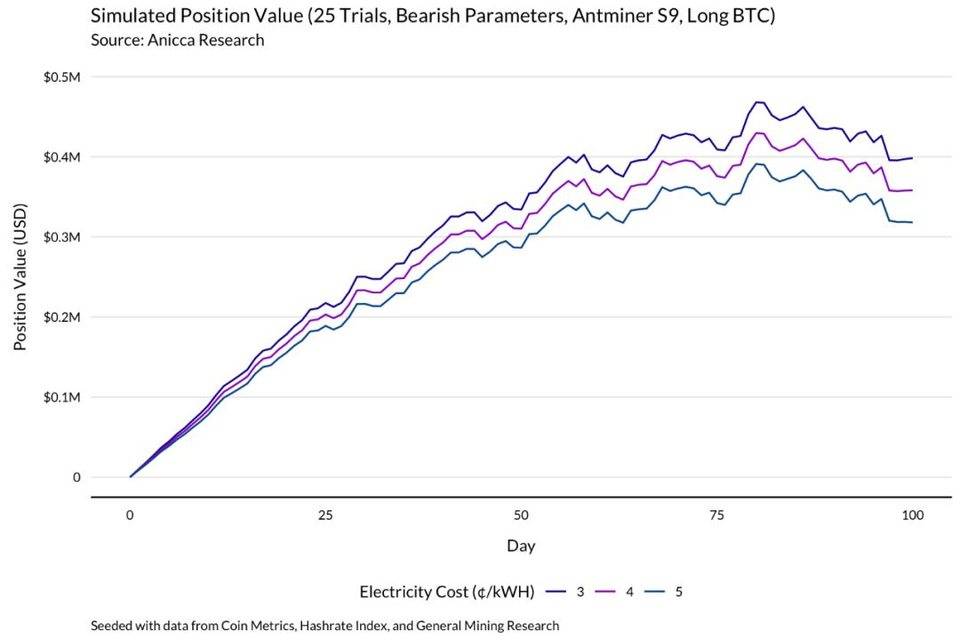 Simulated Position Value (25 Trials, Bearish Parameters, Antminer S9, Long BTC)
Source: Anicca Research
$0.5M
$0.4M
$0.3M
$0.2M
$0.1M
0
Position Value (USD)
0 25 50 75 100
Day
Electricity Cost (¢/kWH) 3 4 5
Seeded with data from Coin Metrics, Hashrate Index, and General Mining Research